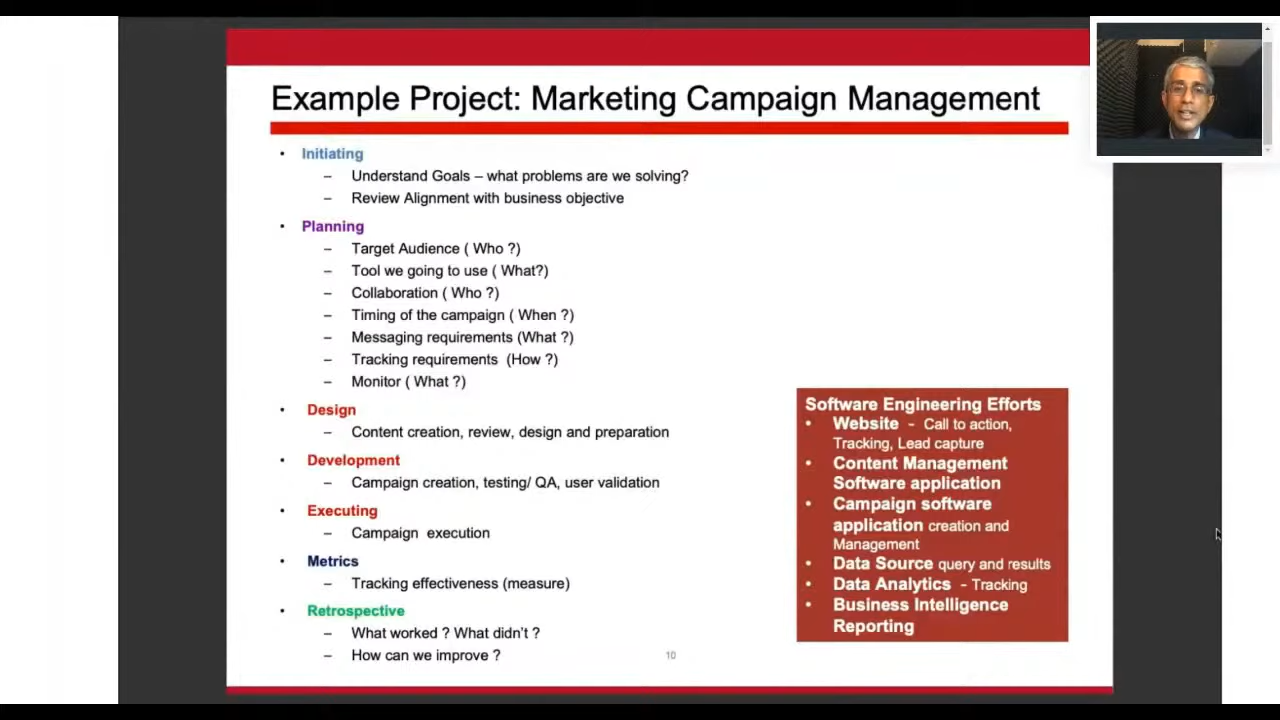 Example Project: Marketing Campaign Management
• Initiating
– Understand Goals – what problems are we solving?
– Review Alignment with business objective
• Planning
– Target Audience ( Who ?)
– Tool we going to use ( What?)
– Collaboration ( Who ?)
– Timing of the campaign ( When ?)
– Messaging requirements (What ?)
– Tracking requirements (How ?)
– Monitor ( What ?)
• Design
– Content creation, review, design and preparation
• Development
– Campaign creation, testing/ QA, user validation
• Executing
– Campaign execution
• Metrics
– Tracking effectiveness (measure)
• Retrospective
– What worked ? What didn't ?
– How can we improve ?
Software Engineering Efforts
• Website - Call to action,
Tracking, Lead capture
• Content Management
Software application
• Campaign software
application creation and
Management
• Data Source query and results
• Data Analytics - Tracking
• Business Intelligence
Reporting
10